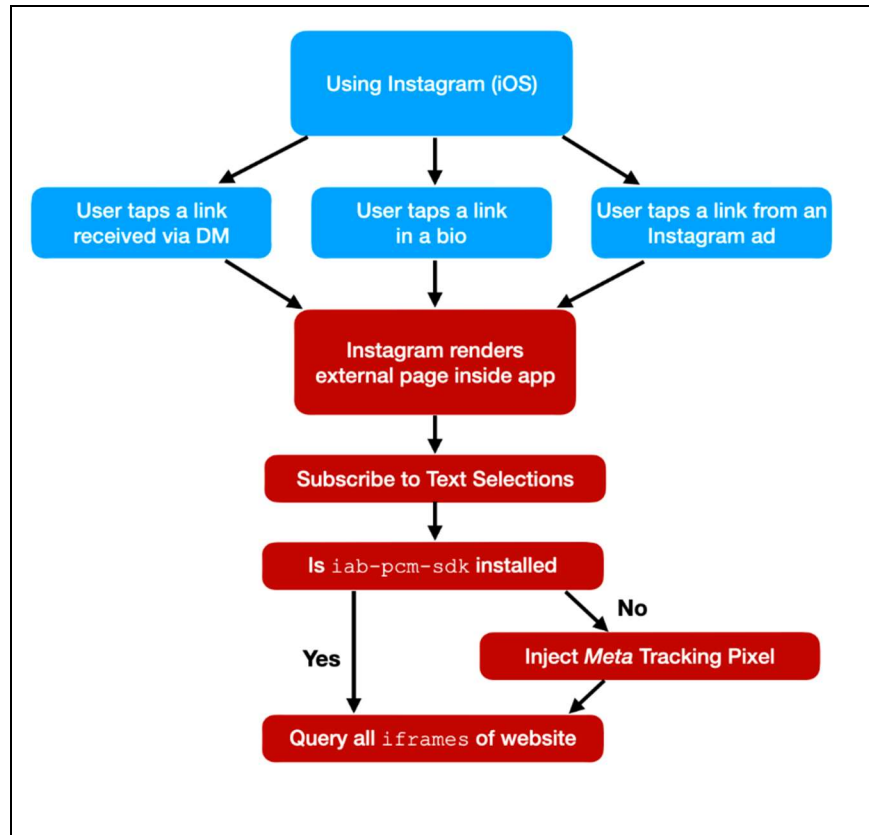 Using Instagram (iOS)
User taps a link
received via DM
User taps a link
in a bio
User taps a link from an
Instagram ad
Instagram renders
external page inside app
Subscribe to Text Selections
Is iab-pcm-sdk installed
No
Yes
Inject Meta Tracking Pixel
Query all iframes of website